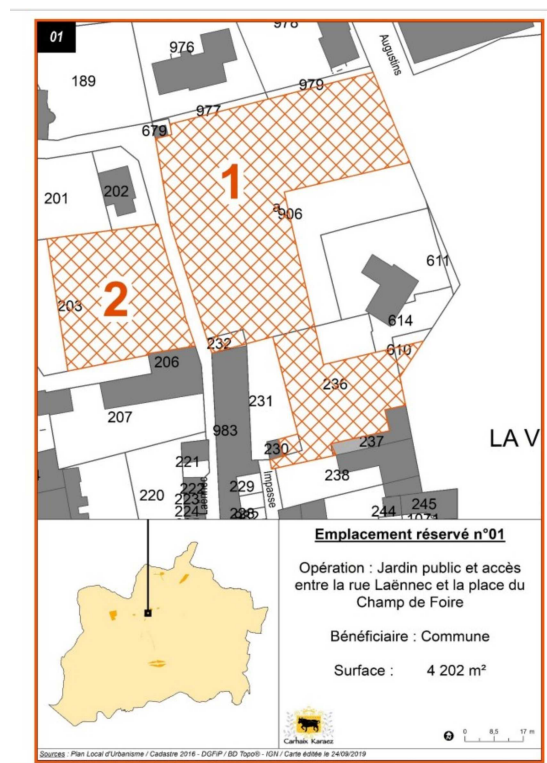 01
978
976
Augustins
189
979
977
679
1
202
201
a
906
611
203
2
614
232
610
206
236
231
207
983
LA V
221
230
237
238
Impasse
229
222
220
Laënnec
224
245
244
Emplacement réservé n°01
Opération : Jardin public et accès
entre la rue Laënnec et la place du
Champ de Foire
Bénéficiaire : Commune
Surface : 4 202 m²
Carhaix Karaez
0 8,5 17 m
Sources : Plan Local d'Urbanisme / Cadastre 2016 - DGFiP / BD Topo® - IGN / Carte éditée le 24/09/2019